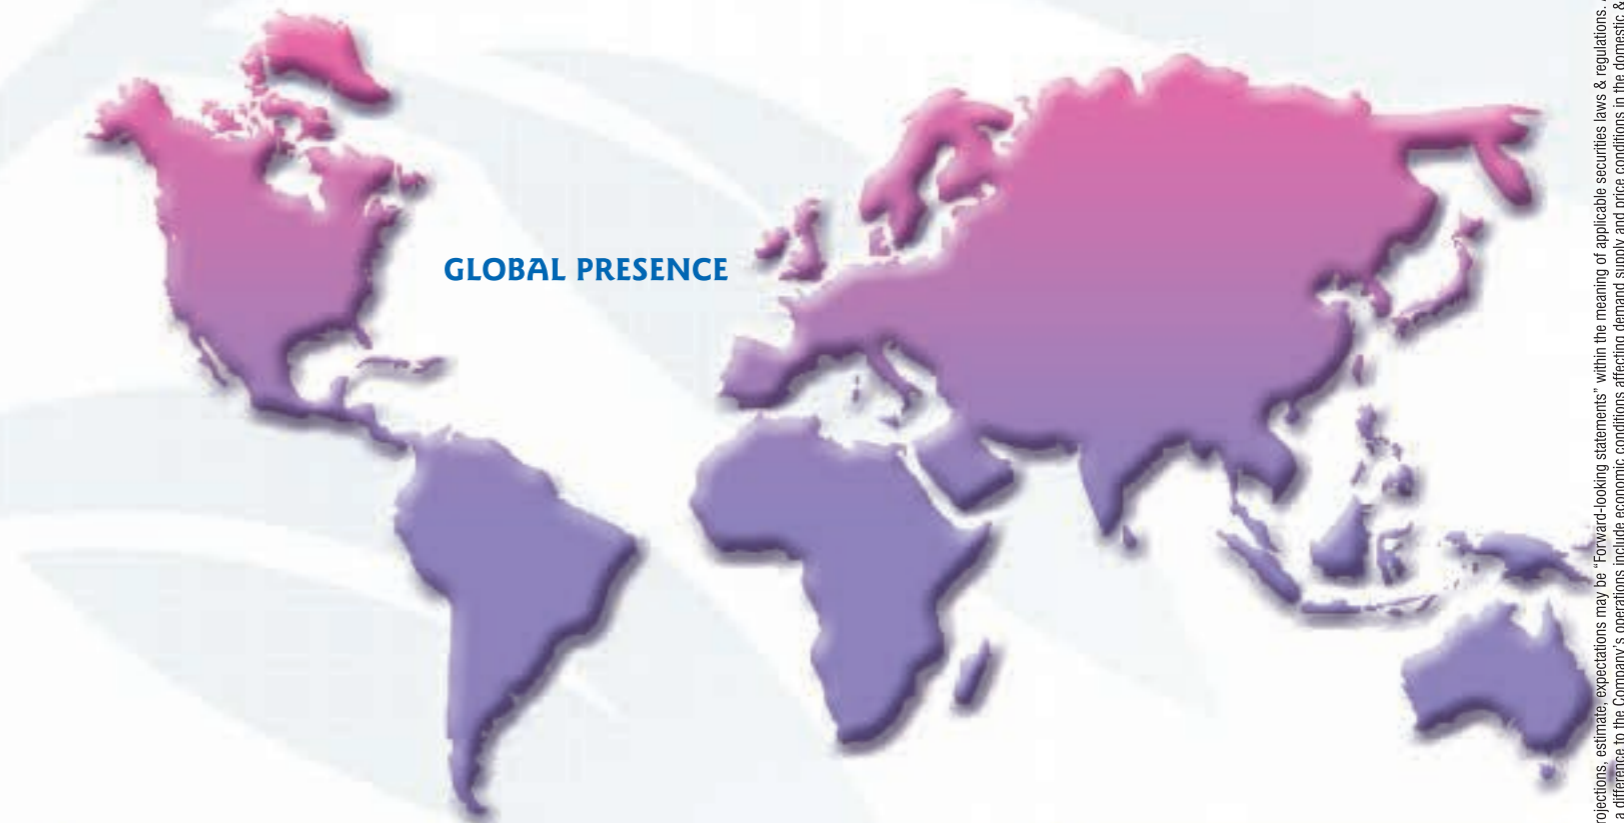 GLOBAL PRESENCE
rojections, estimate, expectations may be “Forward-looking statements” within the meaning of applicable securities laws & regulations.
a difference to the Company's operations include economic conditions affecting demand supply and price conditions in the domestic &